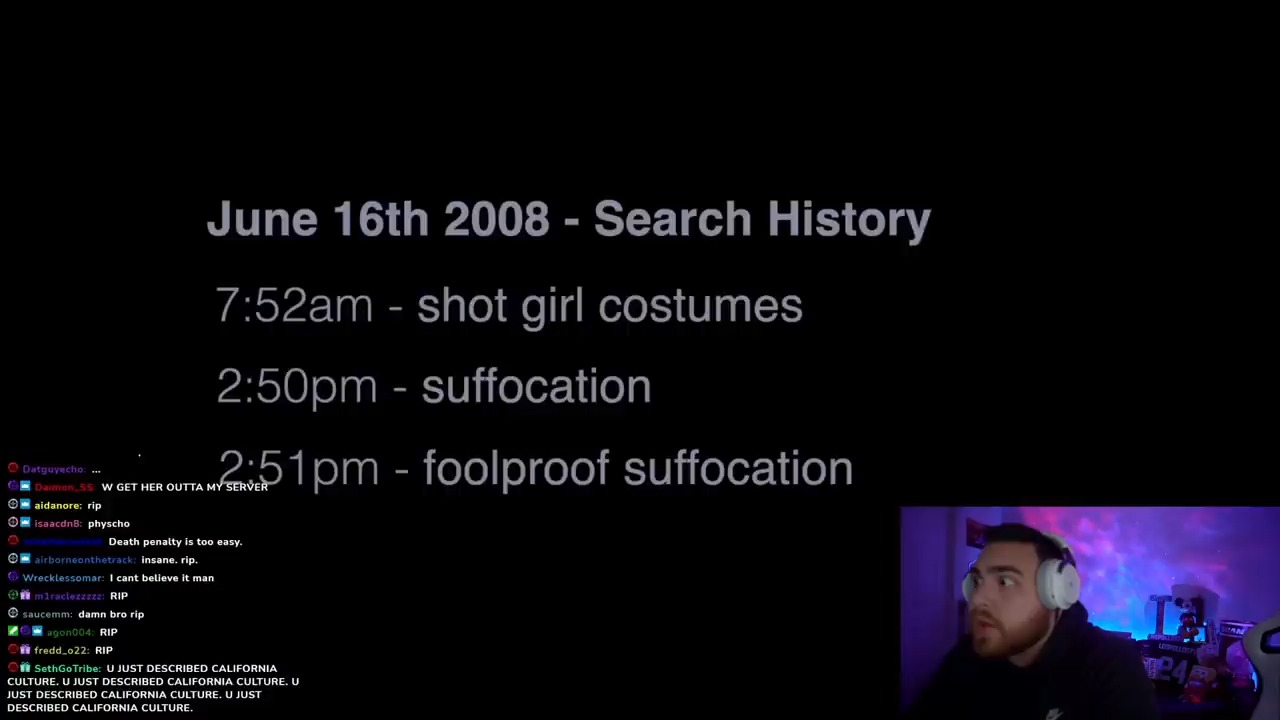 June 16th 2008 - Search History
7:52am - shot girl costumes
2:50pm - suffocation
2:51pm - foolproof suffocation
Datguyecho: ...
Daimon_SS: W GET HER OUTTA MY SERVER
aidanore: rip
isaacdn8: physcho
Death penalty is too easy.
airborneonthetrack: insane. rip.
Wrecklessomar: I cant believe it man
m1raclezzzzz: RIP
saucemm: damn bro rip
agon004: RIP
fredd_o22: RIP
SethGoTribe: U JUST DESCRIBED CALIFORNIA
CULTURE. U JUST DESCRIBED CALIFORNIA CULTURE. U
JUST DESCRIBED CALIFORNIA CULTURE. U JUST
DESCRIBED CALIFORNIA CULTURE.
24